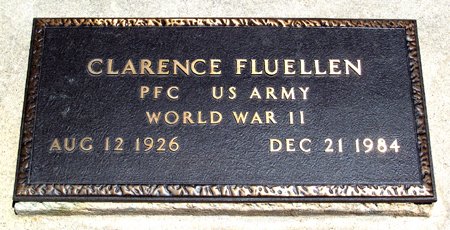 CLARENCE FLUELLEN
PFC US ARMY
WORLD WAR II
AUG 12 1926 DEC 21 1984